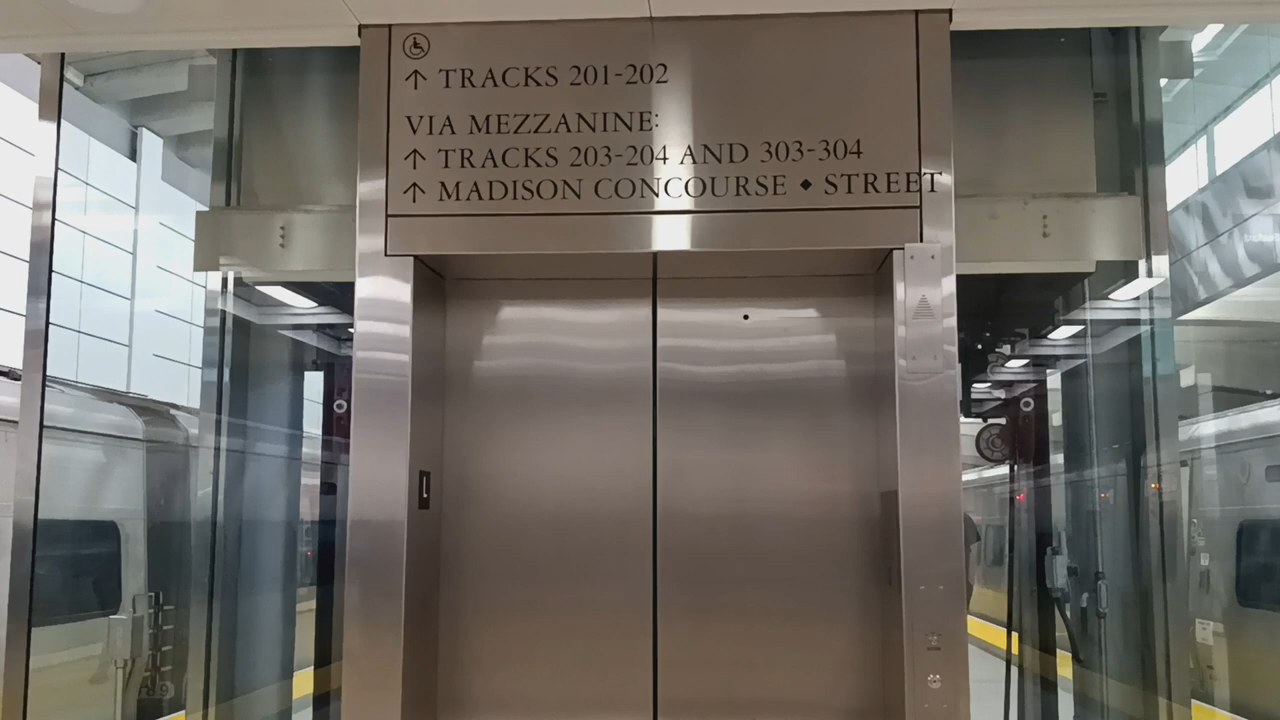 ↑ TRACKS 201-202
VIA MEZZANINE:
↑ TRACKS 203-204 AND 303-304
↑ MADISON CONCOURSE ◆ STREET